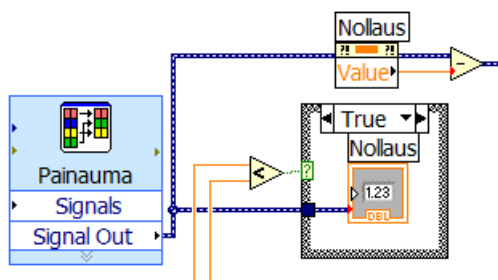 Nollaus
?! ?!
Value
-
True
Nollaus
<
?
1.23
DBL
Painauma
Signals
Signal Out